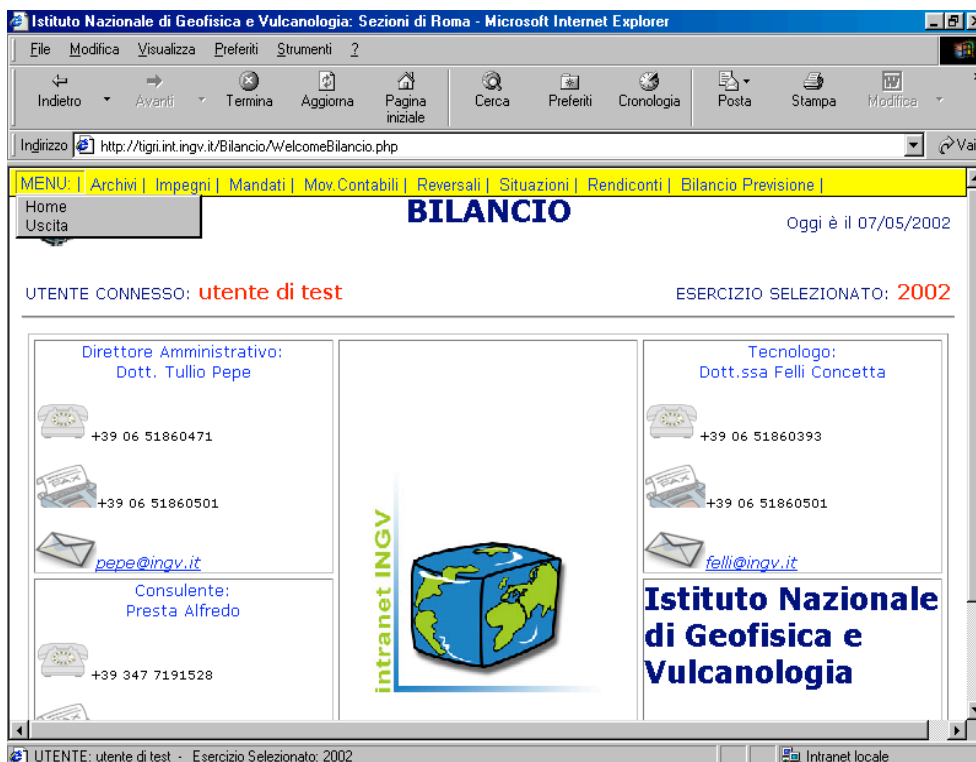 Istituto Nazionale di Geofisica e Vulcanologia: Sezioni di Roma - Microsoft Internet Explorer
File Modifica Visualizza Preferiti Strumenti ?
Indietro Avanti Termina Aggiorna Pagina iniziale Cerca Preferiti Cronologia Posta Stampa Modifica
Indirizzo http://tigri.int.ingv.it/Bilancio/WelcomeBilancio.php Vai
MENU: | Archivi | Impegni | Mandati | Mov.Contabili | Reversali | Situazioni | Rendiconti | Bilancio Previsione |
Home
Uscita
BILANCIO
Oggi è il 07/05/2002
UTENTE CONNESSO: utente di test
ESERCIZIO SELEZIONATO: 2002
Direttore Amministrativo:
Dott. Tullio Pepe
+39 06 51860471
FAX
+39 06 51860501
pepe@ingv.it
Consulente:
Presta Alfredo
+39 347 7191528
intranet INGV
Tecnologo:
Dott.ssa Felli Concetta
+39 06 51860393
FAX
+39 06 51860501
felli@ingv.it
Istituto Nazionale
di Geofisica e
Vulcanologia
UTENTE: utente di test - Esercizio Selezionato: 2002
Intranet locale